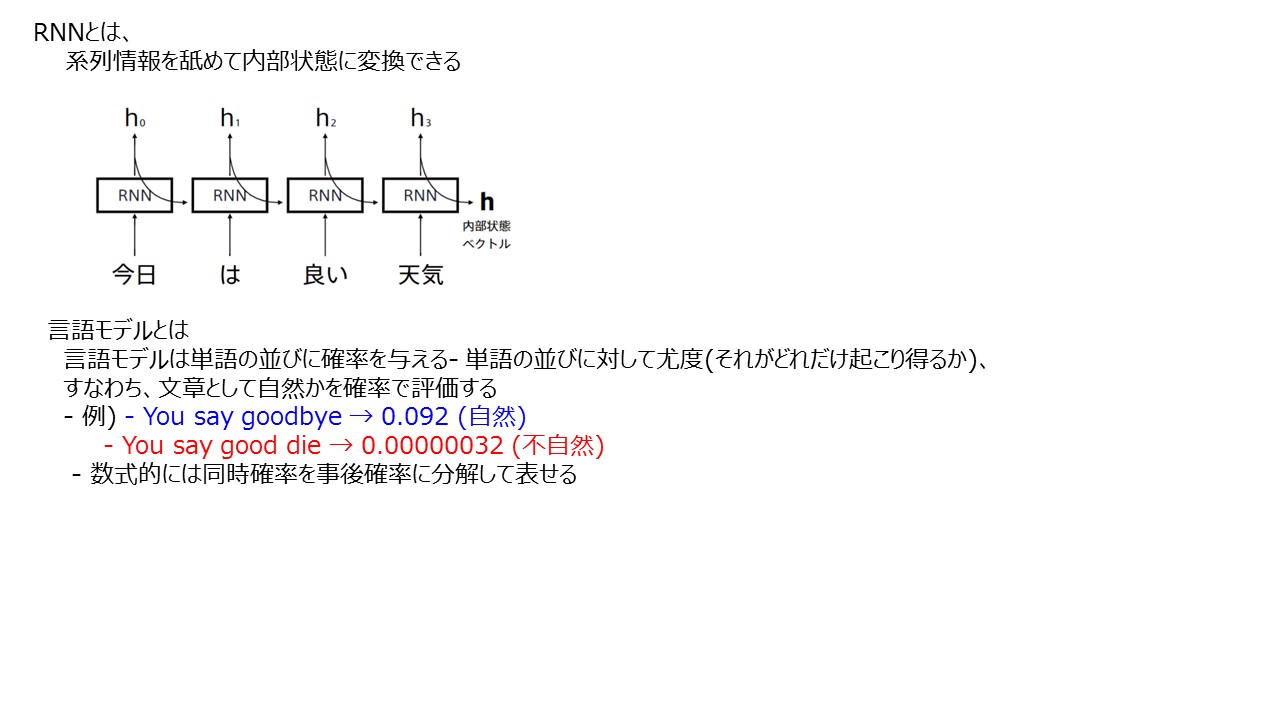 RNNとは、
系列情報を舐めて内部状態に変換できる
h₀ h₁ h₂ h₃
RNN RNN RNN RNN h
内部状態
ベクトル
今日 は 良い 天気
言語モデルとは
言語モデルは単語の並びに確率を与える- 単語の並びに対して尤度(それがどれだけ起こり得るか)、
すなわち、文章として自然かを確率で評価する
- 例) - You say goodbye → 0.092 (自然)
- You say good die → 0.00000032 (不自然)
- 数式的には同時確率を事後確率に分解して表せる